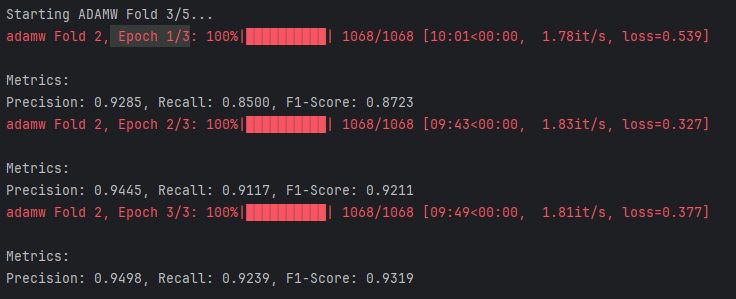 Starting ADAMW Fold 3/5...
adamw Fold 2, Epoch 1/3: 100%|██████████| 1068/1068 [10:01<00:00,  1.78it/s, loss=0.539]
Metrics:
Precision: 0.9285, Recall: 0.8500, F1-Score: 0.8723
adamw Fold 2, Epoch 2/3: 100%|██████████| 1068/1068 [09:43<00:00,  1.83it/s, loss=0.327]
Metrics:
Precision: 0.9445, Recall: 0.9117, F1-Score: 0.9211
adamw Fold 2, Epoch 3/3: 100%|██████████| 1068/1068 [09:49<00:00,  1.81it/s, loss=0.377]
Metrics:
Precision: 0.9498, Recall: 0.9239, F1-Score: 0.9319